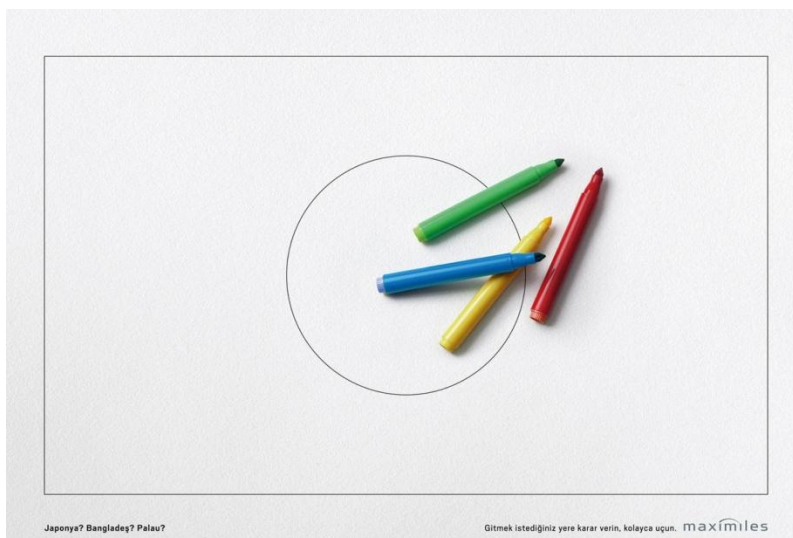 Japonya? Bangladeş? Palau?
Gitmek istediğiniz yere karar verin, kolayca uçun. maximiles